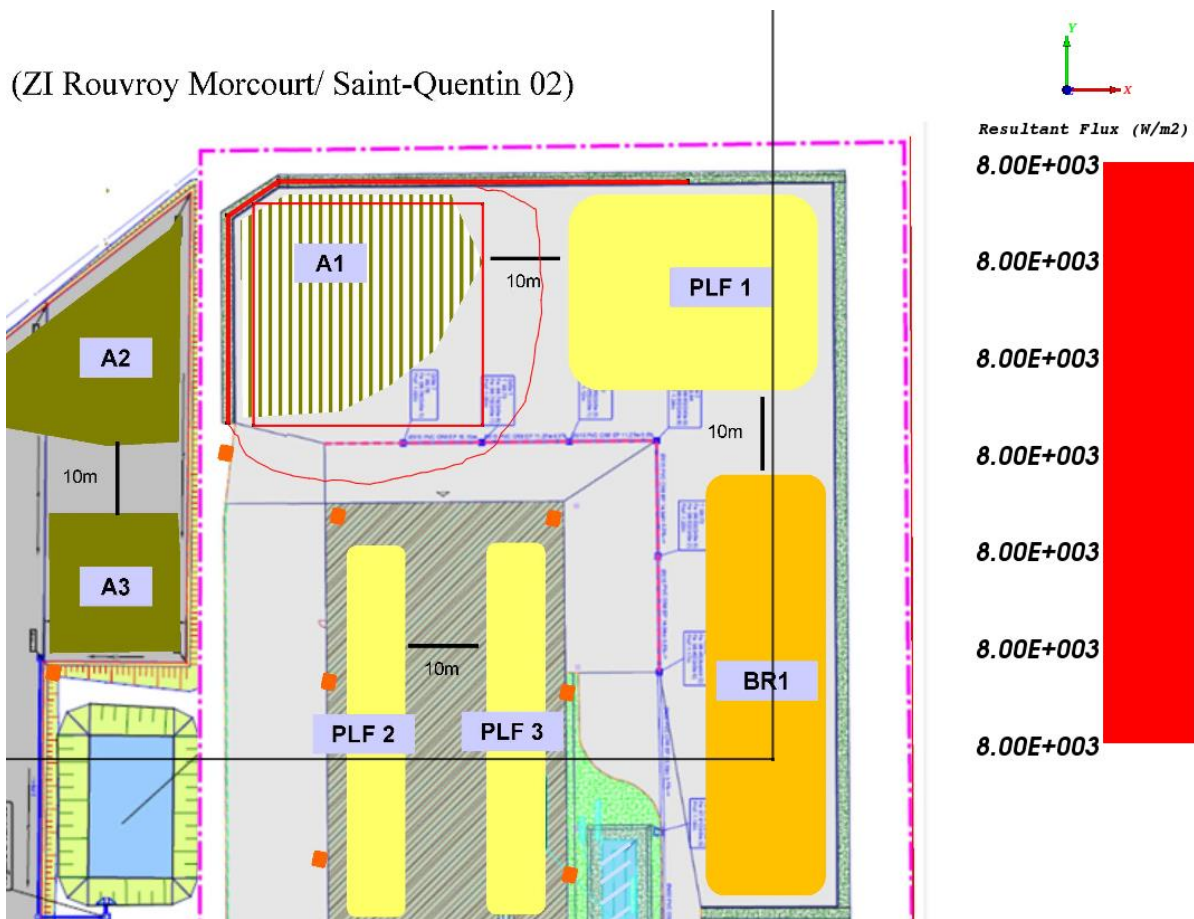 (ZI Rouvroy Morcourt/ Saint-Quentin 02)
Y
X
Resultant Flux (W/m2)
8.00E+003
8.00E+003
8.00E+003
8.00E+003
8.00E+003
8.00E+003
8.00E+003
A1
10m
PLF 1
A2
10m
10m
A3
10m
PLF 2
PLF 3
BR1